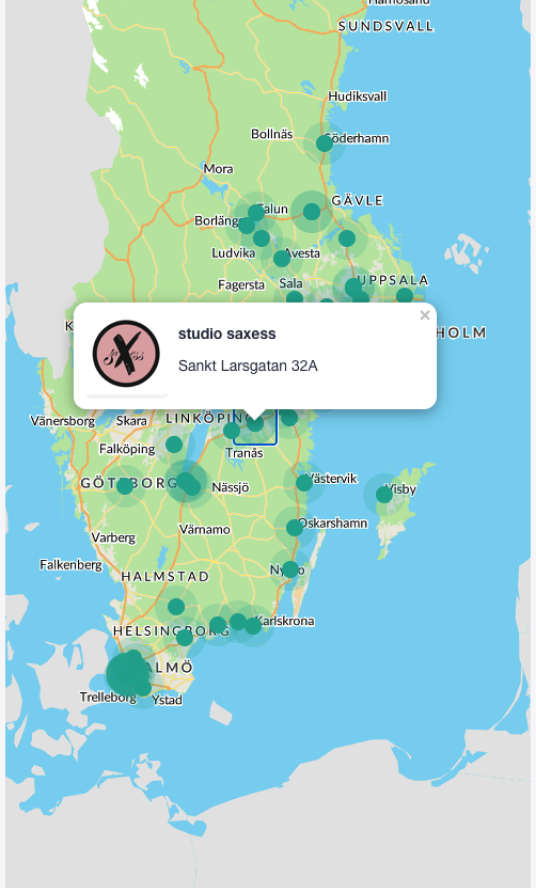 Härnösand
SUNDSVALL
Hudiksvall
Bollnäs
Söderhamn
Mora
GÄVLE
Falun
Borlänge
Ludvika
Avesta
Fagersta
Sala
UPPSALA
K
HOLM
×
studio saxess
Sankt Larsgatan 32A
Vänersborg
Skara
LINKÖPING
Falköping
Tranås
GÖTEBORG
Nässjö
Västervik
Visby
Varberg
Värnamo
Oskarshamn
Falkenberg
Ny
o
HALMSTAD
HELSINGBORG
Karlskrona
ALMÖ
Trelleborg
Ystad